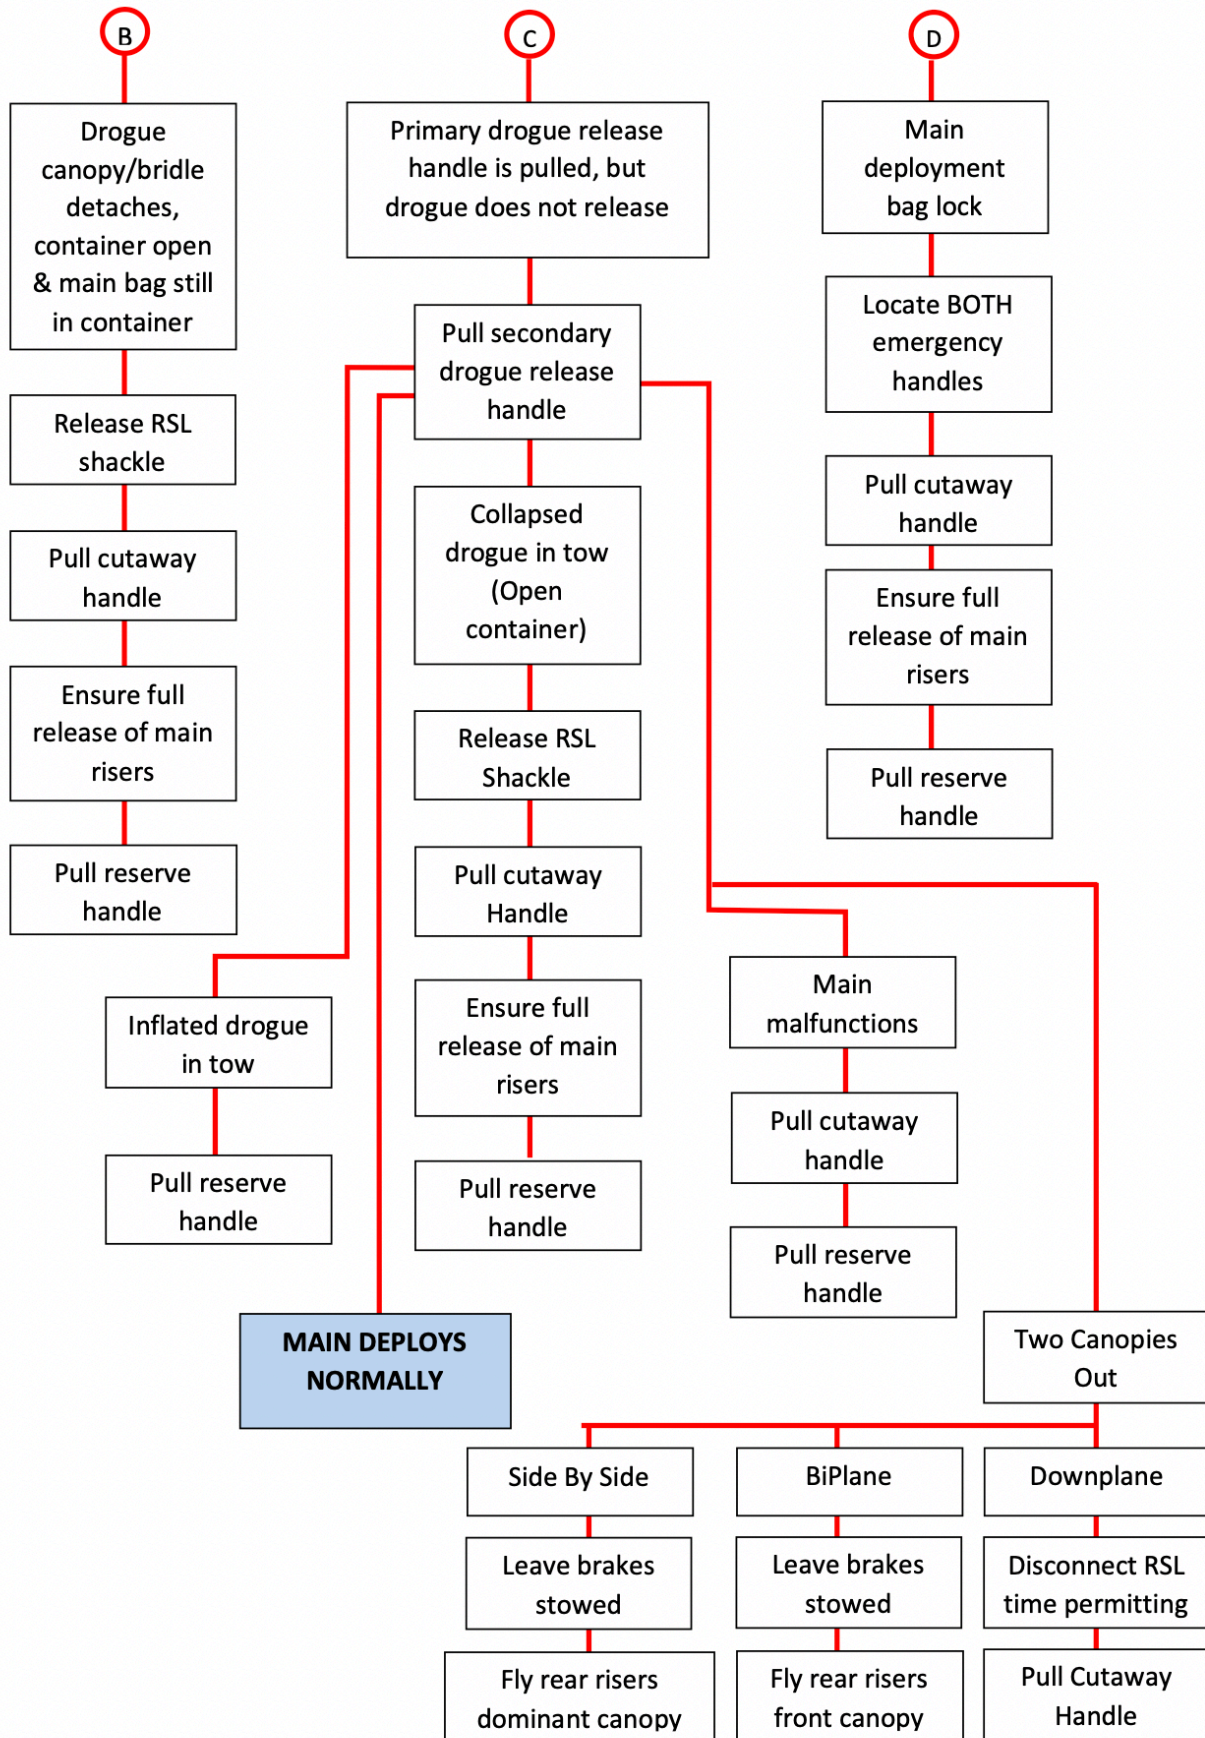 B
Drogue
canopy/bridle
detaches,
container open
& main bag still
in container
Release RSL
shackle
Pull cutaway
handle
Ensure full
release of main
risers
Pull reserve
handle
C
Primary drogue release
handle is pulled, but
drogue does not release
Pull secondary
drogue release
handle
Inflated drogue
in tow
Pull reserve
handle
MAIN DEPLOYS
NORMALLY
Collapsed
drogue in tow
(Open
container)
Release RSL
Shackle
Pull cutaway
Handle
Ensure full
release of main
risers
Pull reserve
handle
Main
malfunctions
Pull cutaway
handle
Pull reserve
handle
Two Canopies
Out
Side By Side
Leave brakes
stowed
Fly rear risers
dominant canopy
BiPlane
Leave brakes
stowed
Fly rear risers
front canopy
Downplane
Disconnect RSL
time permitting
Pull Cutaway
Handle
D
Main
deployment
bag lock
Locate BOTH
emergency
handles
Pull cutaway
handle
Ensure full
release of main
risers
Pull reserve
handle